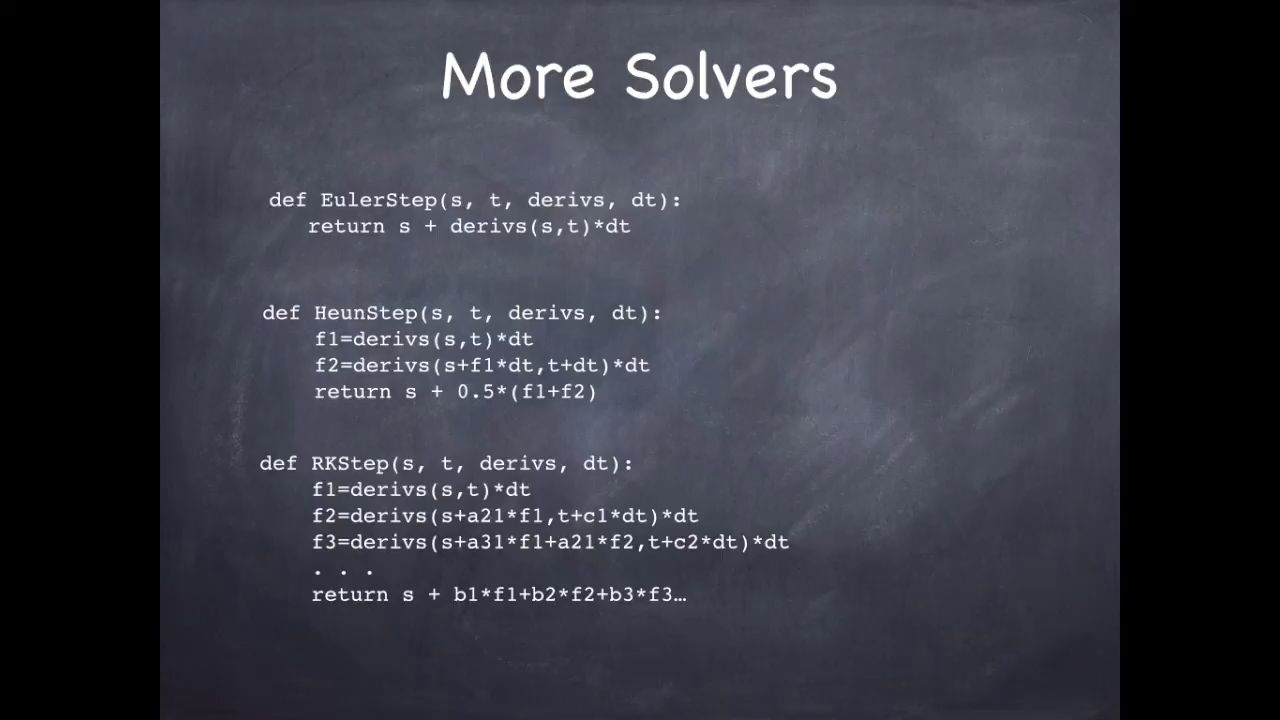 More Solvers
def EulerStep(s, t, derivs, dt):
return s + derivs(s,t)*dt
def HeunStep(s, t, derivs, dt):
f1=derivs(s,t)*dt
f2=derivs(s+f1*dt,t+dt)*dt
return s + 0.5*(f1+f2)
def RKStep(s, t, derivs, dt):
f1=derivs(s,t)*dt
f2=derivs(s+a21*f1,t+c1*dt)*dt
f3=derivs(s+a31*f1+a21*f2,t+c2*dt)*dt
. . .
return s + b1*f1+b2*f2+b3*f3…